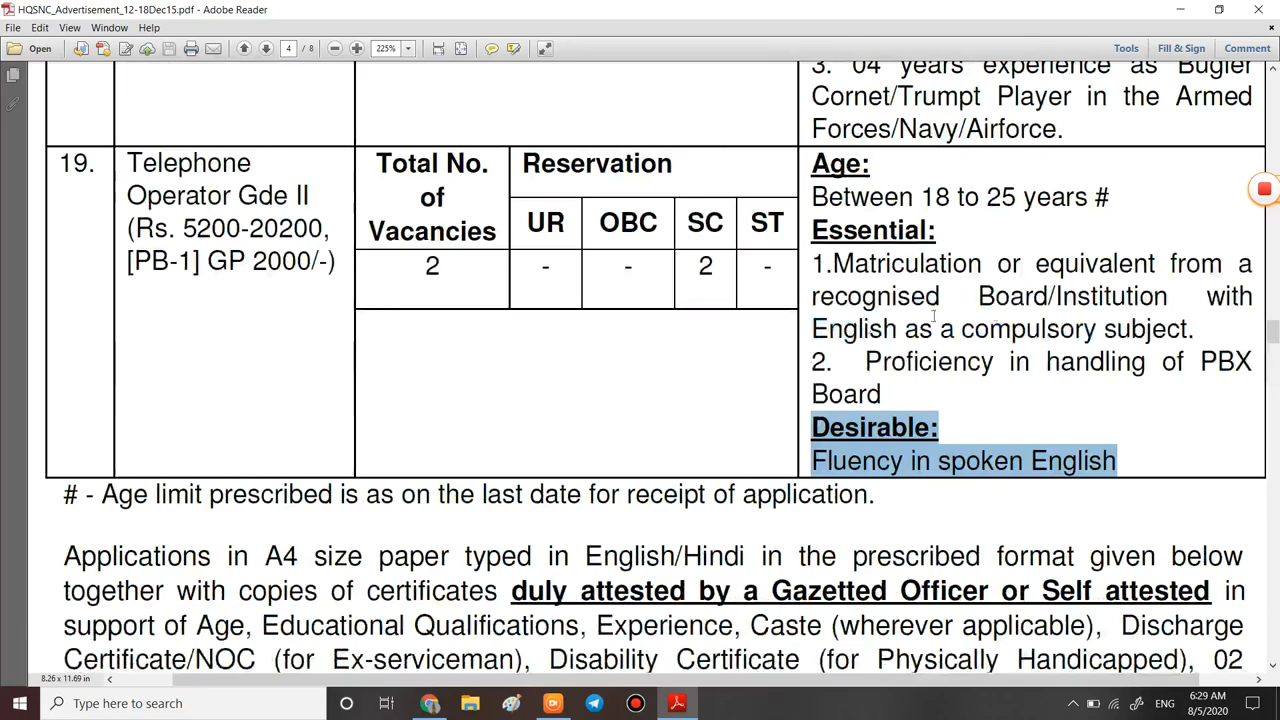 HQSNC_Advertisement_12-18Dec15.pdf - Adobe Reader
File Edit View Window Help
Open 4 / 8 225% Tools Fill & Sign Comment
3. 04 years experience as Bugler
Cornet/Trumpt Player in the Armed
Forces/Navy/Airforce.
19. Telephone
Operator Gde II
(Rs. 5200-20200,
[PB-1] GP 2000/-)
Total No.
of
Vacancies
Reservation
UR OBC SC ST
2 - - 2 -
Age:
Between 18 to 25 years #
Essential:
1.Matriculation or equivalent from a
recognised Board/Institution with
English as a compulsory subject.
2. Proficiency in handling of PBX
Board
Desirable:
Fluency in spoken English
# - Age limit prescribed is as on the last date for receipt of application.
Applications in A4 size paper typed in English/Hindi in the prescribed format given below
together with copies of certificates duly attested by a Gazetted Officer or Self attested in
support of Age, Educational Qualifications, Experience, Caste (wherever applicable), Discharge
Certificate/NOC (for Ex-serviceman), Disability Certificate (for Physically Handicapped), 02
8.26 x 11.69 in
Type here to search
ENG
6:29 AM
8/5/2020